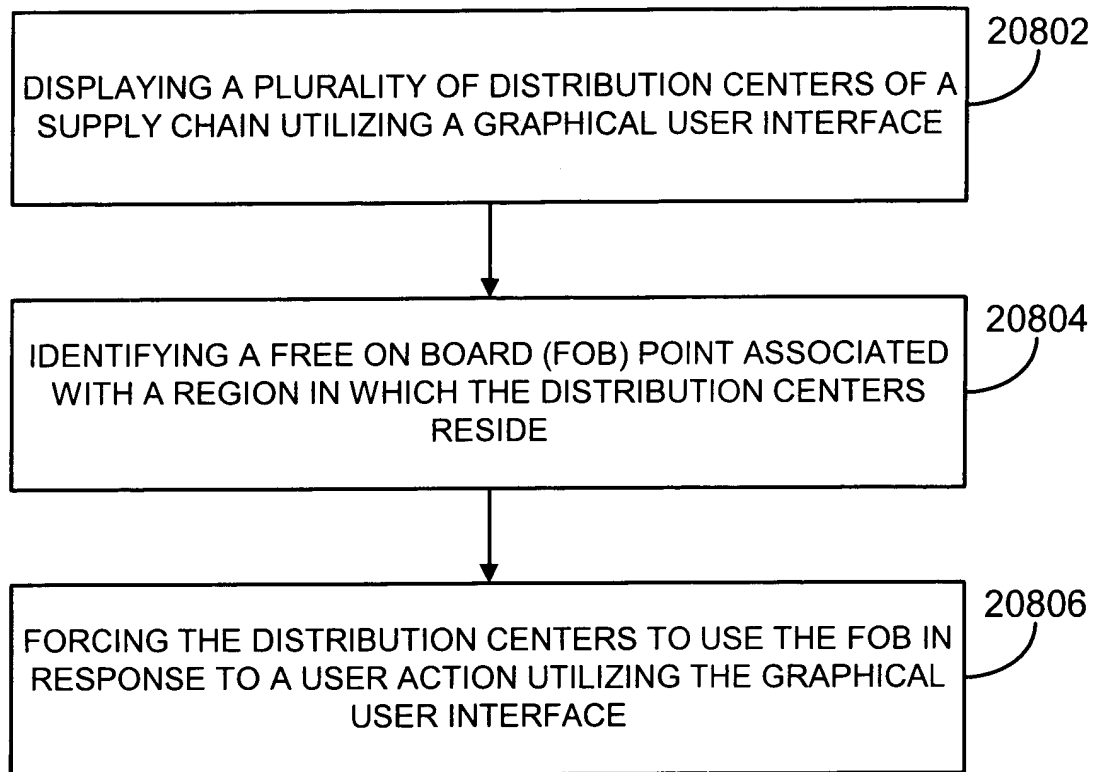 20802
DISPLAYING A PLURALITY OF DISTRIBUTION CENTERS OF A
SUPPLY CHAIN UTILIZING A GRAPHICAL USER INTERFACE
20804
IDENTIFYING A FREE ON BOARD (FOB) POINT ASSOCIATED
WITH A REGION IN WHICH THE DISTRIBUTION CENTERS
RESIDE
20806
FORCING THE DISTRIBUTION CENTERS TO USE THE FOB IN
RESPONSE TO A USER ACTION UTILIZING THE GRAPHICAL
USER INTERFACE